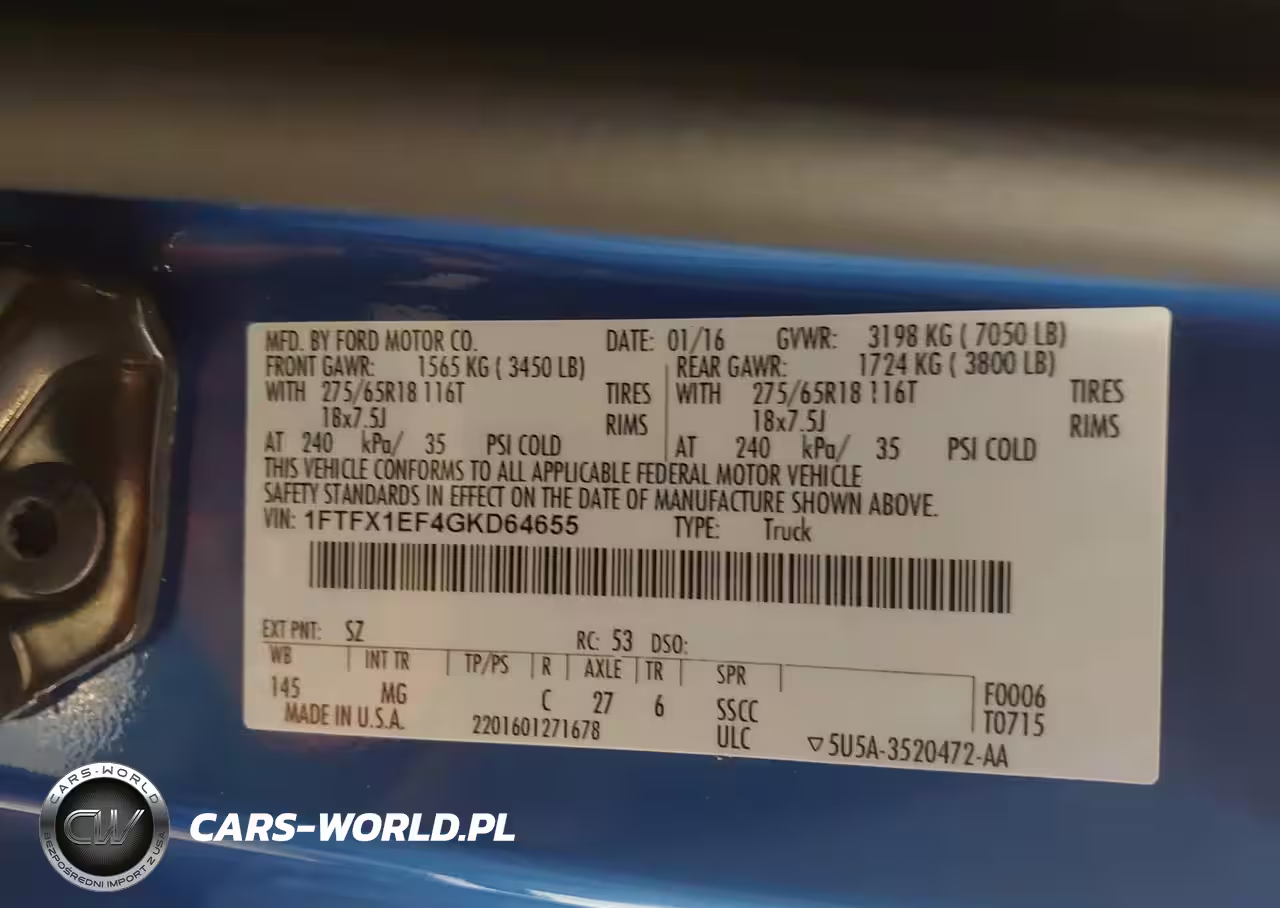 MFD. BY FORD MOTOR CO. DATE: 01/16 GVWR: 3198 KG ( 7050 LB)
FRONT GAWR: 1565 KG ( 3450 LB) REAR GAWR: 1724 KG ( 3800 LB)
WITH 275/65R18 116T TIRES WITH 275/65R18 116T TIRES
18x7.5J RIMS 18x7.5J RIMS
AT 240 kPa/ 35 PSI COLD AT 240 kPa/ 35 PSI COLD
THIS VEHICLE CONFORMS TO ALL APPLICABLE FEDERAL MOTOR VEHICLE
SAFETY STANDARDS IN EFFECT ON THE DATE OF MANUFACTURE SHOWN ABOVE.
VIN: 1FTFX1EF4GKD64655 TYPE: Truck
EXT PNT: SZ RC: 53 DSO:
WB INT TR TP/PS R AXLE TR SPR
145 MG C 27 6 SSCC F0006
MADE IN U.S.A. 2201601271678 ULC T0715
▽5U5A-3520472-AA
CARS-WORLD
CW
BEZPOŚREDNI IMPORT Z USA
CARS-WORLD.PL